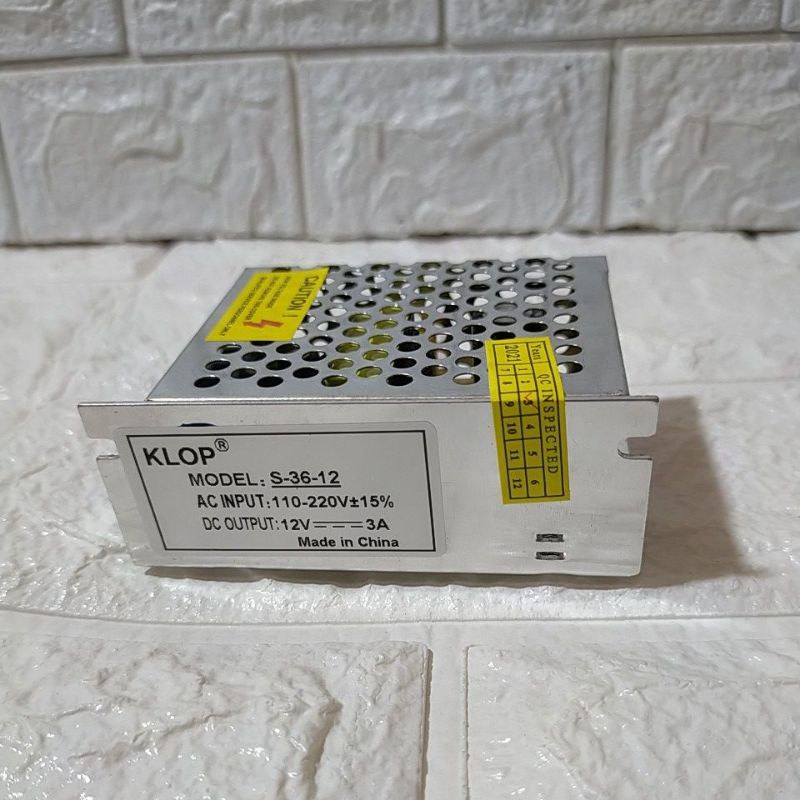 KLOP®
MODEL: S-36-12
AC INPUT: 110-220V±15%
DC OUTPUT: 12V 3A
Made in China
CAUTION !
QC INSPECTED
Years 1 2 3 4 5 6
2021 7 8 9 10 11 12